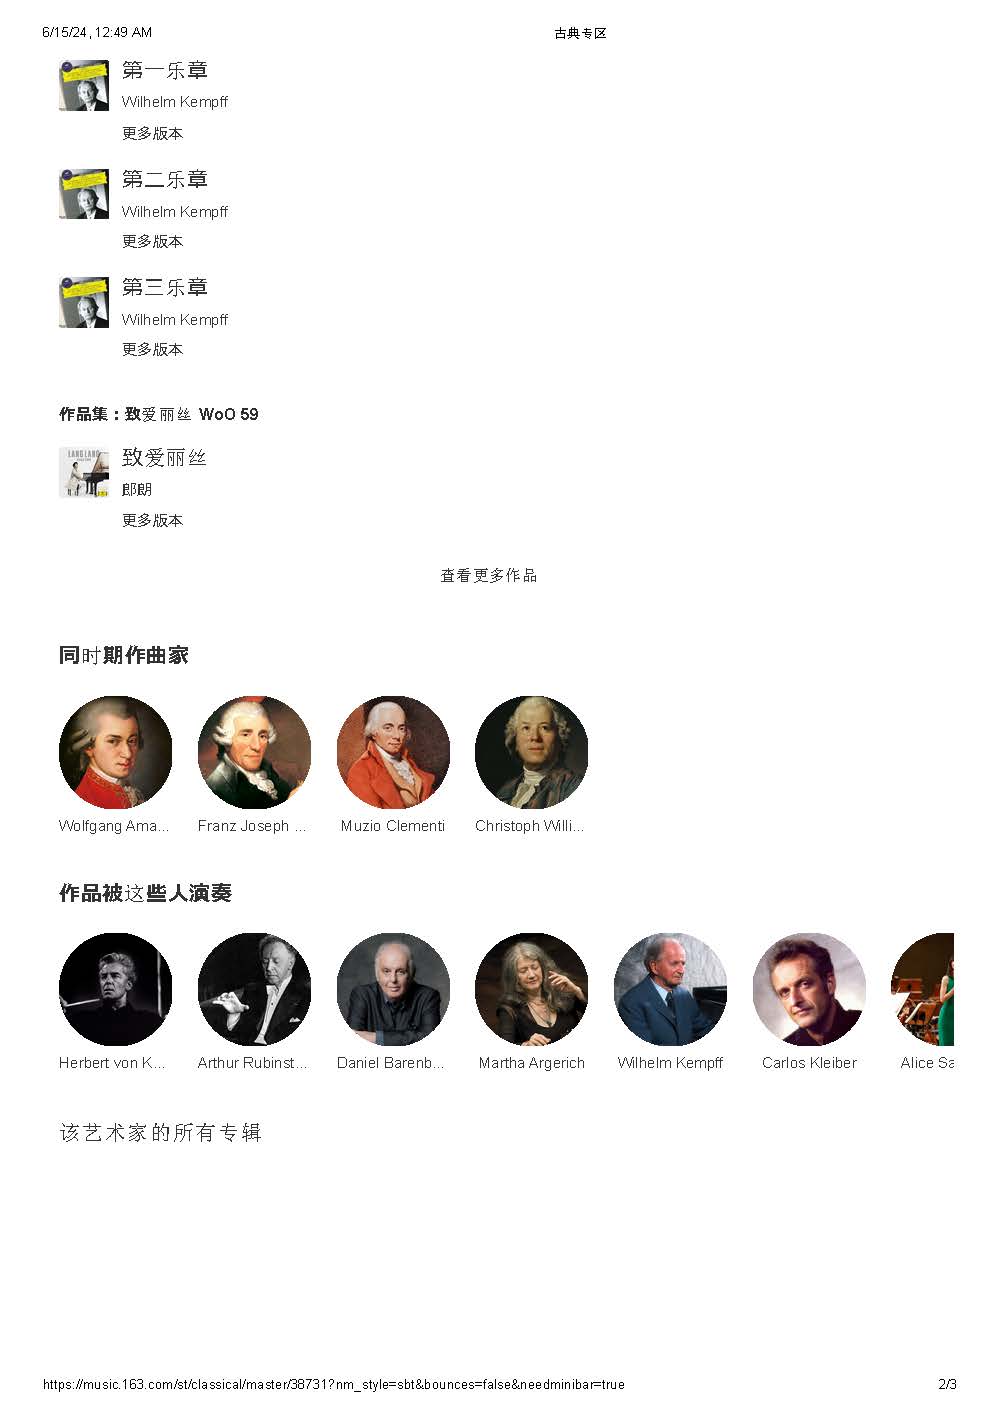 6/15/24, 12:49 AM 古典专区
第一乐章
Wilhelm Kempff
更多版本
第二乐章
Wilhelm Kempff
更多版本
第三乐章
Wilhelm Kempff
更多版本
作品集：致爱丽丝 WoO 59
LANG LANG
致爱丽丝
郎朗
更多版本
查看更多作品
同时期作曲家
Wolfgang Ama... Franz Joseph ... Muzio Clementi Christoph Willi...
作品被这些人演奏
Herbert von K... Arthur Rubinst... Daniel Barenb... Martha Argerich Wilhelm Kempff Carlos Kleiber Alice Sa
该艺术家的所有专辑
https://music.163.com/st/classical/master/38731?nm_style=sbt&bounces=false&needminibar=true 2/3